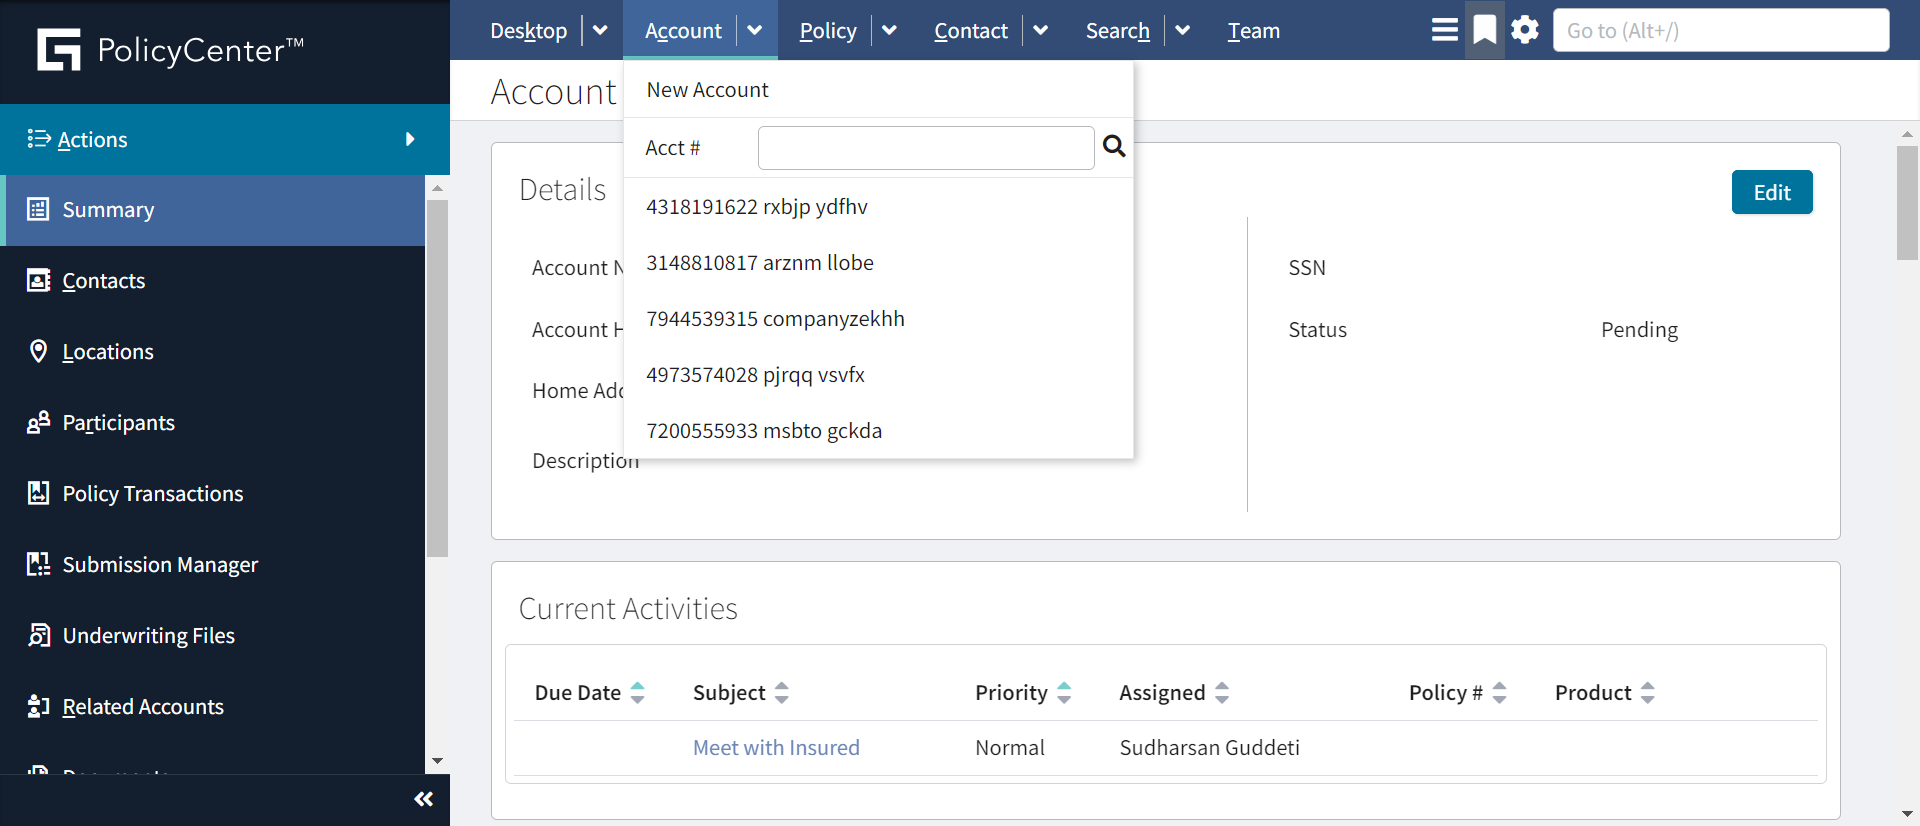 PolicyCenter™
Desktop
Account
Policy
Contact
Search
Team
Go to (Alt+/)
Actions
Summary
Contacts
Locations
Participants
Policy Transactions
Submission Manager
Underwriting Files
Related Accounts
Account
New Account
Acct #
4318191622 rxbjp ydfhv
3148810817 arznm llobe
7944539315 companyzekhh
4973574028 pjrqq vsvfx
7200555933 msbto gckda
Details
Edit
Account N
Account H
Home Add
Description
SSN
Status Pending
Current Activities
Due Date Subject Priority Assigned Policy # Product
Meet with Insured Normal Sudharsan Guddeti